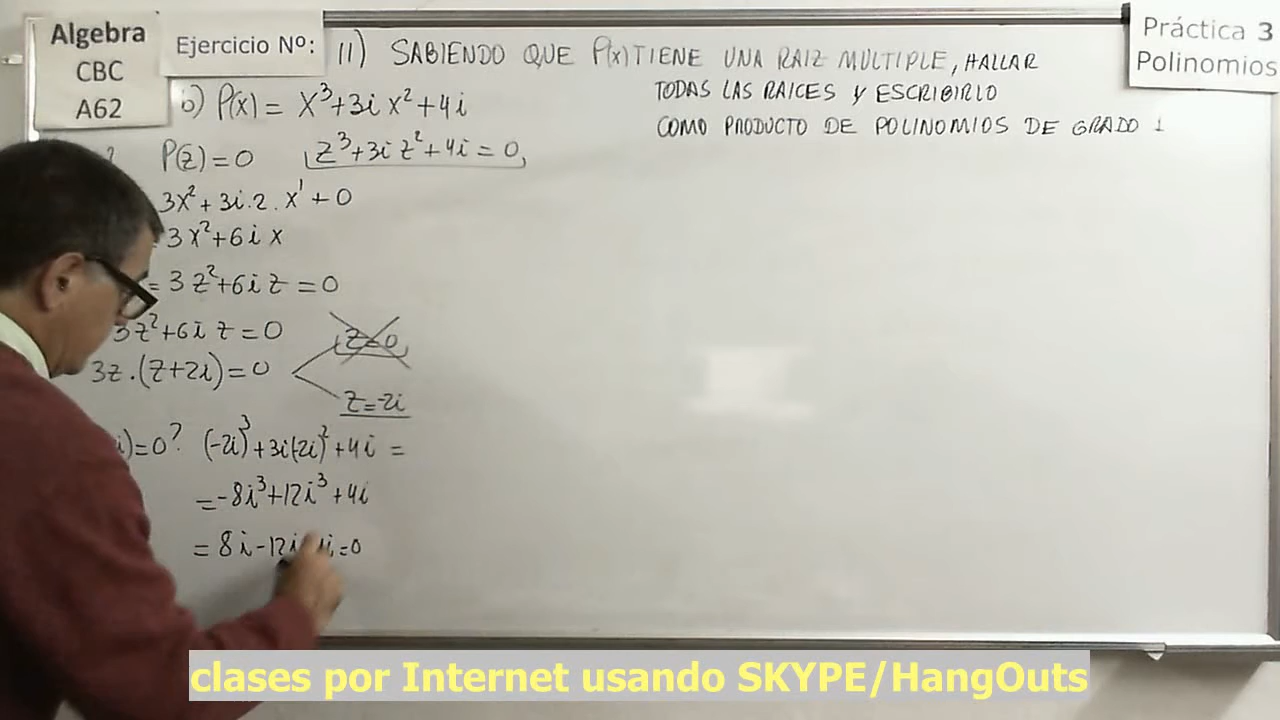 Algebra
CBC
A62
Ejercicio Nº:
11) SABIENDO QUE P(x) TIENE UNA RAIZ MULTIPLE, HALLAR
TODAS LAS RAICES Y ESCRIBIRLO
COMO PRODUCTO DE POLINOMIOS DE GRADO 1
Práctica 3
Polinomios
b) P(x) = x³+3i x²+4i
P(z)=0 z³+3i z²+4i=0
3x²+3i.2.x¹+0
=3x²+6i x
=3z²+6i z=0
3z²+6i z=0
3z.(z+2i)=0
z=0
z=-2i
i)=0? (-2i)³+3i(-2i)²+4i=
=-8i³+12i³+4i
=8i-12i 4i=0
clases por Internet usando SKYPE/HangOuts